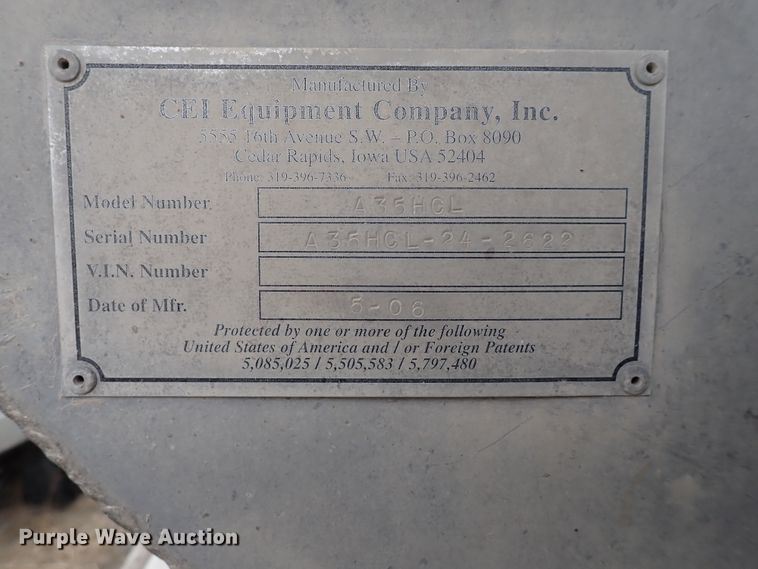 Manufactured By
CEI Equipment Company, Inc.
5555 16th Avenue S.W. – P.O. Box 8090
Cedar Rapids, Iowa USA 52404
Phone: 319-396-7336 Fax: 319-396-2462
Model Number A35HCL
Serial Number A35HCL-24-2622
V.I.N. Number
Date of Mfr. 5-06
Protected by one or more of the following
United States of America and / or Foreign Patents
5,085,025 / 5,505,583 / 5,797,480
Purple Wave Auction